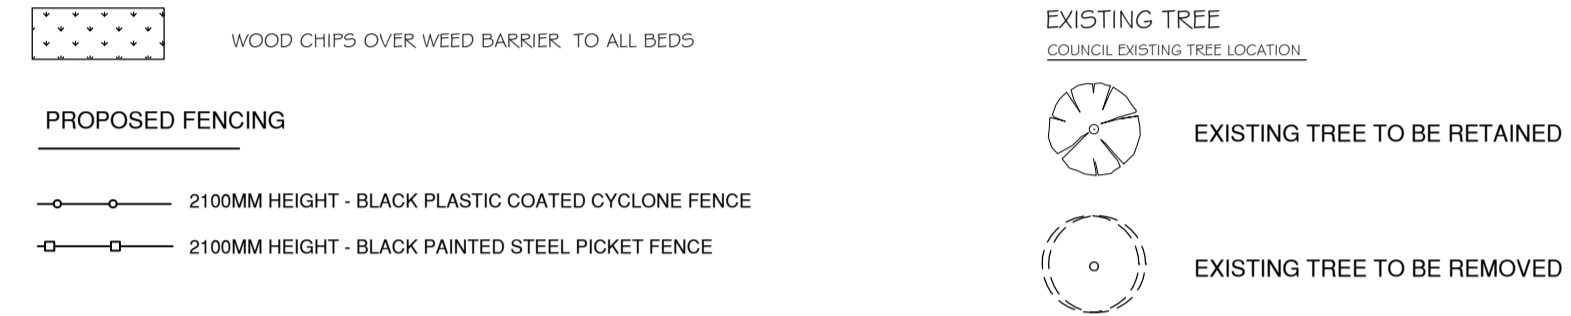 WOOD CHIPS OVER WEED BARRIER TO ALL BEDS
PROPOSED FENCING
2100MM HEIGHT - BLACK PLASTIC COATED CYCLONE FENCE
2100MM HEIGHT - BLACK PAINTED STEEL PICKET FENCE
EXISTING TREE
COUNCIL EXISTING TREE LOCATION
EXISTING TREE TO BE RETAINED
EXISTING TREE TO BE REMOVED